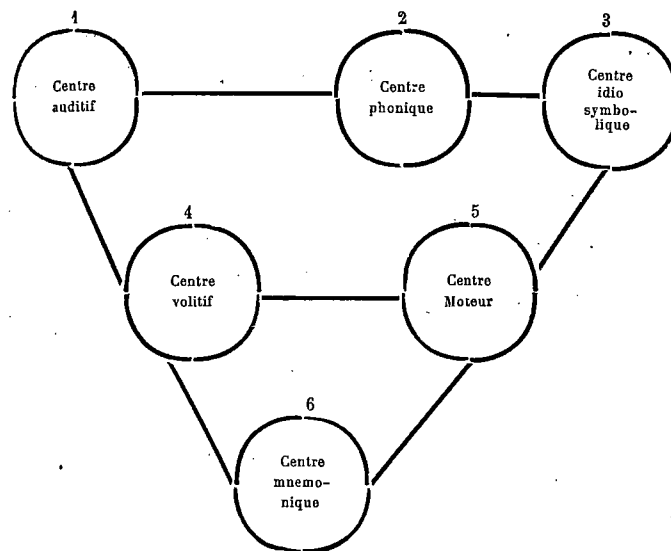 1
Centre
auditif
2
Centre
phonique
3
Centre
idio
symbo-
lique
4
Centre
volitif
5
Centre
Moteur
6
Centre
mnemo-
nique